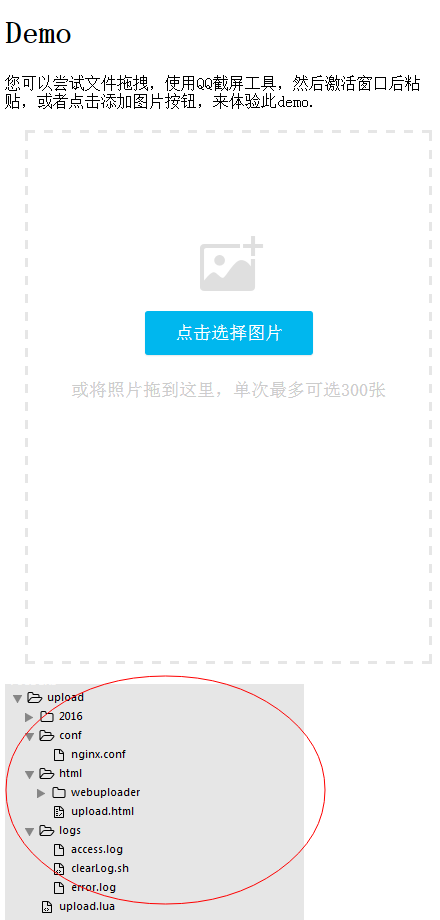 Demo
您可以尝试文件拖拽，使用QQ截屏工具，然后激活窗口后粘
贴，或者点击添加图片按钮，来体验此demo.
点击选择图片
或将照片拖到这里，单次最多可选300张
upload
2016
conf
nginx.conf
html
webuploader
upload.html
logs
access.log
clearLog.sh
error.log
upload.lua